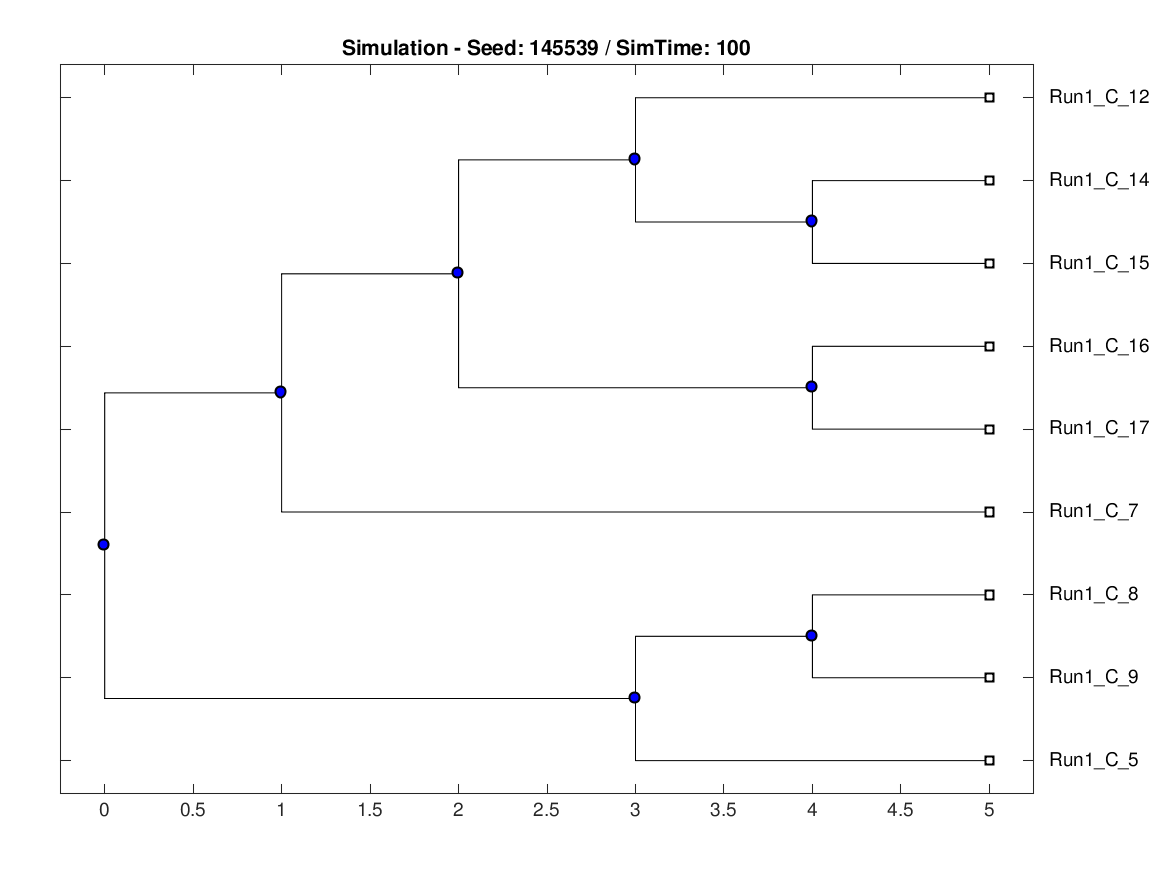 Simulation - Seed: 145539 / SimTime: 100
Run1_C_12
Run1_C_14
Run1_C_15
Run1_C_16
Run1_C_17
Run1_C_7
Run1_C_8
Run1_C_9
Run1_C_5
0 0.5 1 1.5 2 2.5 3 3.5 4 4.5 5